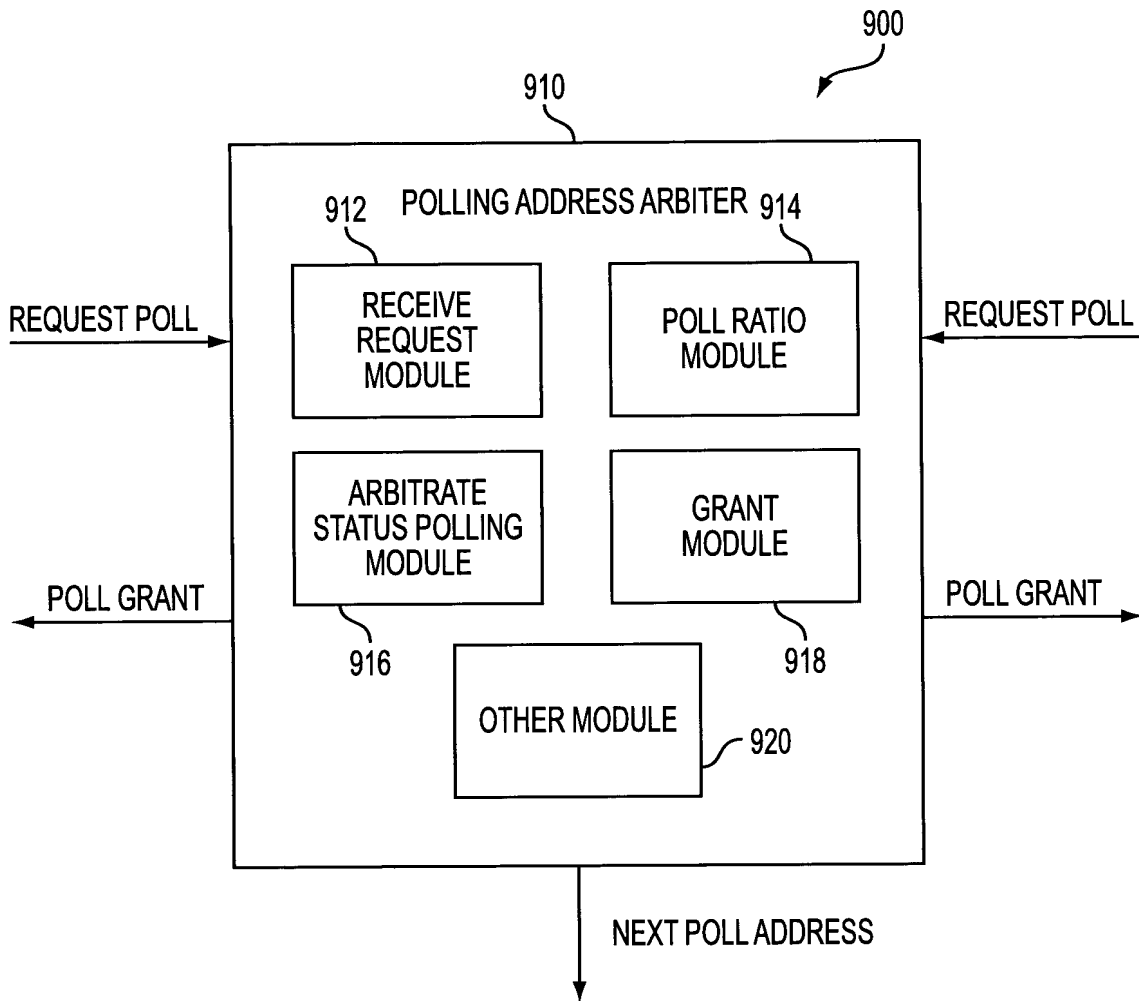 900
910
POLLING ADDRESS ARBITER
912
914
RECEIVE
REQUEST
MODULE
POLL RATIO
MODULE
REQUEST POLL
REQUEST POLL
ARBITRATE
STATUS POLLING
MODULE
GRANT
MODULE
POLL GRANT
POLL GRANT
916
918
OTHER MODULE
920
NEXT POLL ADDRESS